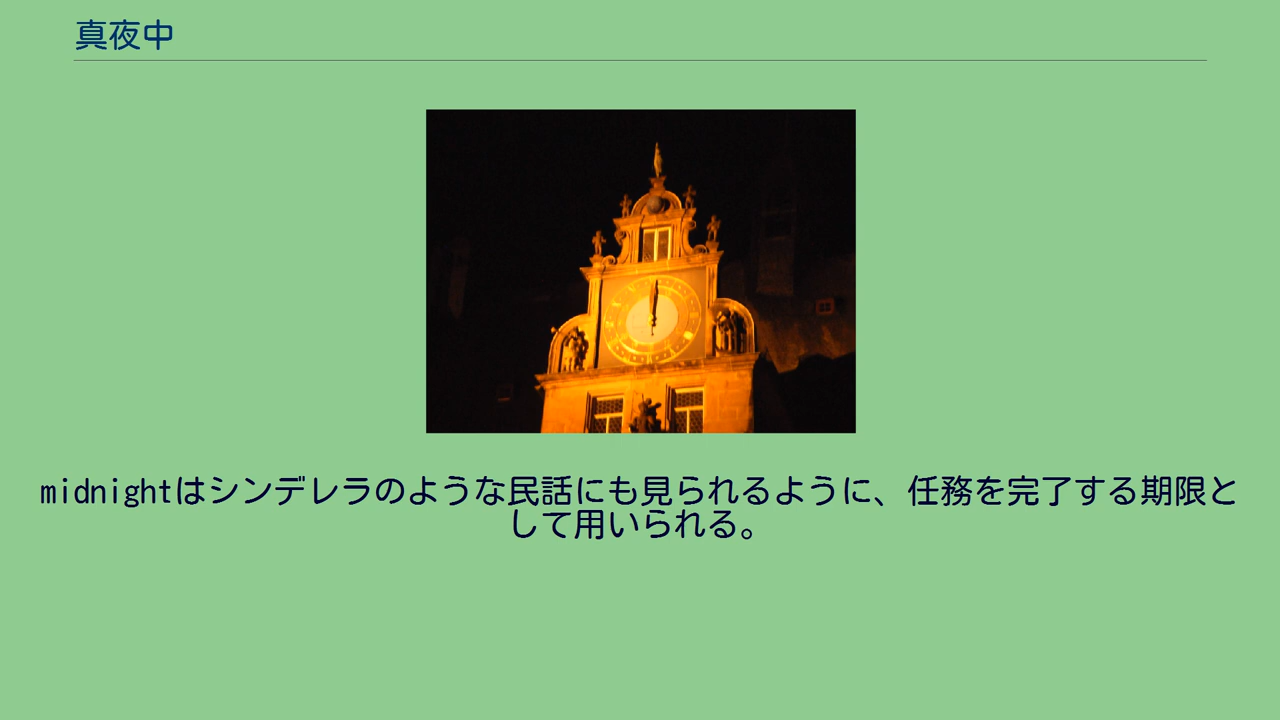 真夜中
midnightはシンデレラのような民話にも見られるように、任務を完了する期限と
して用いられる。